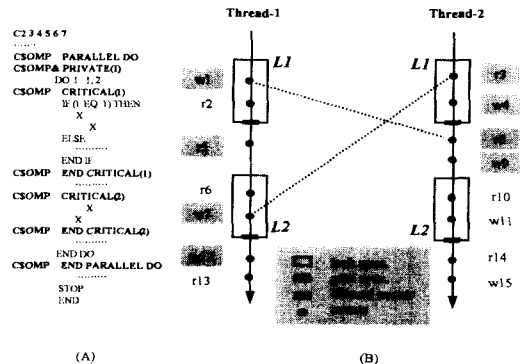 C234567
.......
C$OMP PARALLEL DO
C$OMP& PRIVATE(I)
DO I 1, 2
C$OMP CRITICAL(1)
IF (I EQ 1) THEN
X
X
ELSE
..........
END IF
C$OMP END CRITICAL(1)
..........
C$OMP CRITICAL(2)
X
X
C$OMP END CRITICAL(2)
..........
END DO
C$OMP END PARALLEL DO
..........
STOP
END
(A)
Thread-1
Thread-2
L1
L1
w1
r3
r2
w4
w9
r6
r10
w7
w11
L2
L2
r14
r13
w15
(B)